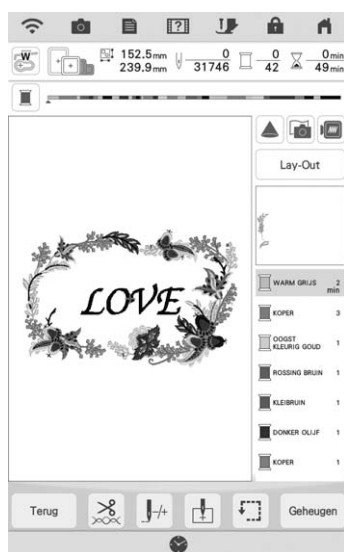 W
152.5mm
239.9mm
0
31746
0
42
0min
49min
Lay-Out
LOVE
WARM GRIJS 2
min
KOPER 3
OOGST
KLEURIG GOUD 1
ROSSING BRUIN 1
KLEIBRUIN 1
DONKER OLIJF 1
KOPER 1
Terug
-/+
Geheugen